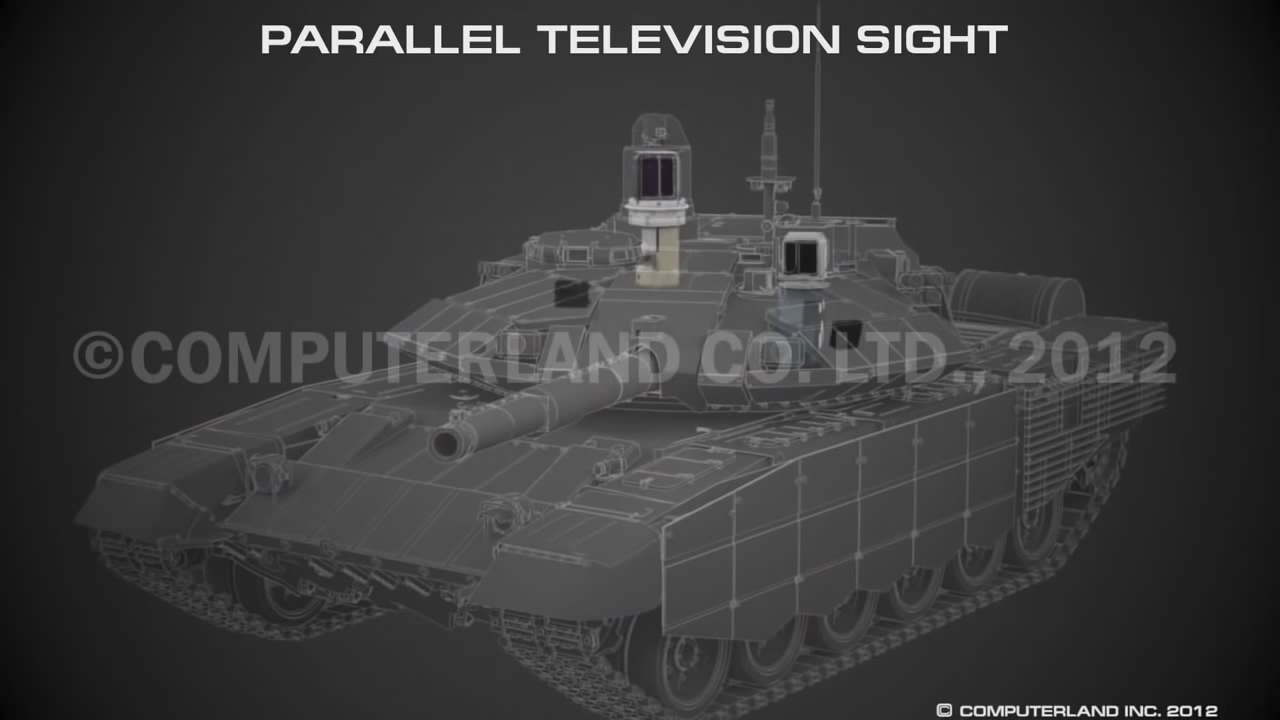 PARALLEL TELEVISION SIGHT
©COMPUTERLAND CO. LTD., 2012
© COMPUTERLAND INC. 2012